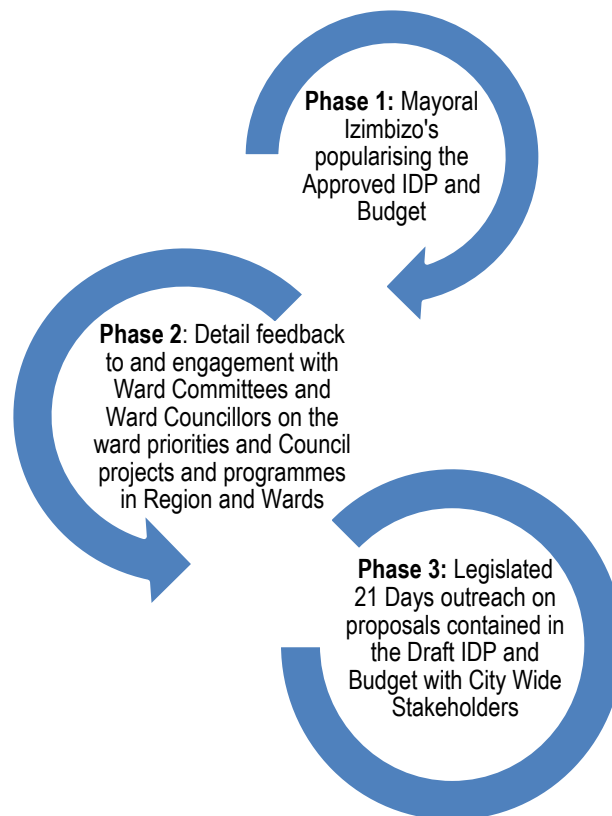 Phase 1: Mayoral
Izimbizo's
popularising the
Approved IDP and
Budget
Phase 2: Detail feedback
to and engagement with
Ward Committees and
Ward Councillors on the
ward priorities and Council
projects and programmes
in Region and Wards
Phase 3: Legislated
21 Days outreach on
proposals contained in
the Draft IDP and
Budget with City Wide
Stakeholders